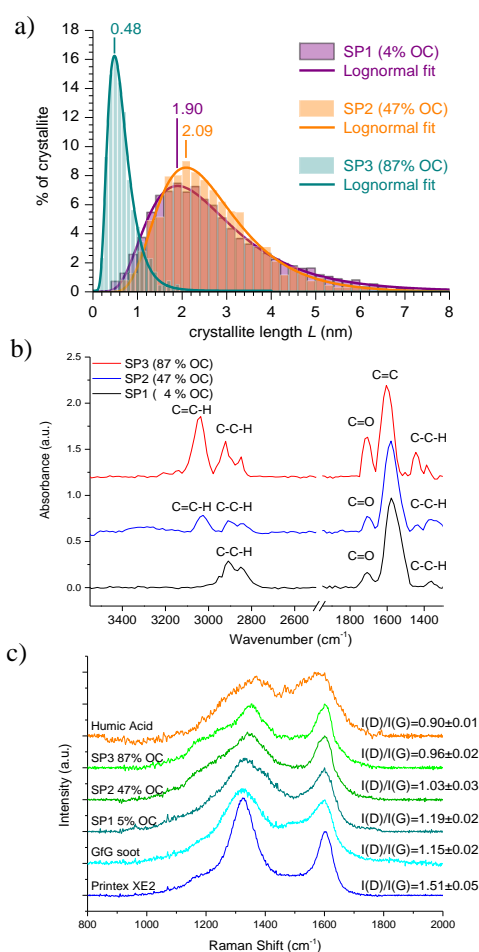 a)
0.48
18
16
14
12
10
8
6
4
2
0
% of crystallite
1.90
2.09
SP1 (4% OC)
Lognormal fit
SP2 (47% OC)
Lognormal fit
SP3 (87% OC)
Lognormal fit
0 1 2 3 4 5 6 7 8
crystallite length L (nm)
b)
2.5
2.0
1.5
1.0
0.5
0.0
Absorbance (a.u.)
SP3 (87 % OC)
SP2 (47 % OC)
SP1 ( 4 % OC)
C=C-H
C-C-H
C=O
C=C
C-C-H
C=C-H
C-C-H
C=O
C-C-H
C-C-H
C=O
C-C-H
3400 3200 3000 2800 2600 1800 1600 1400
Wavenumber (cm-1)
c)
Intensity (a.u)
Humic Acid
I(D)/I(G)=0.90±0.01
SP3 87% OC
I(D)/I(G)=0.96±0.02
SP2 47% OC
I(D)/I(G)=1.03±0.03
SP1 5% OC
I(D)/I(G)=1.19±0.02
GfG soot
I(D)/I(G)=1.15±0.02
Printex XE2
I(D)/I(G)=1.51±0.05
800 1000 1200 1400 1600 1800 2000
Raman Shift (cm-1)